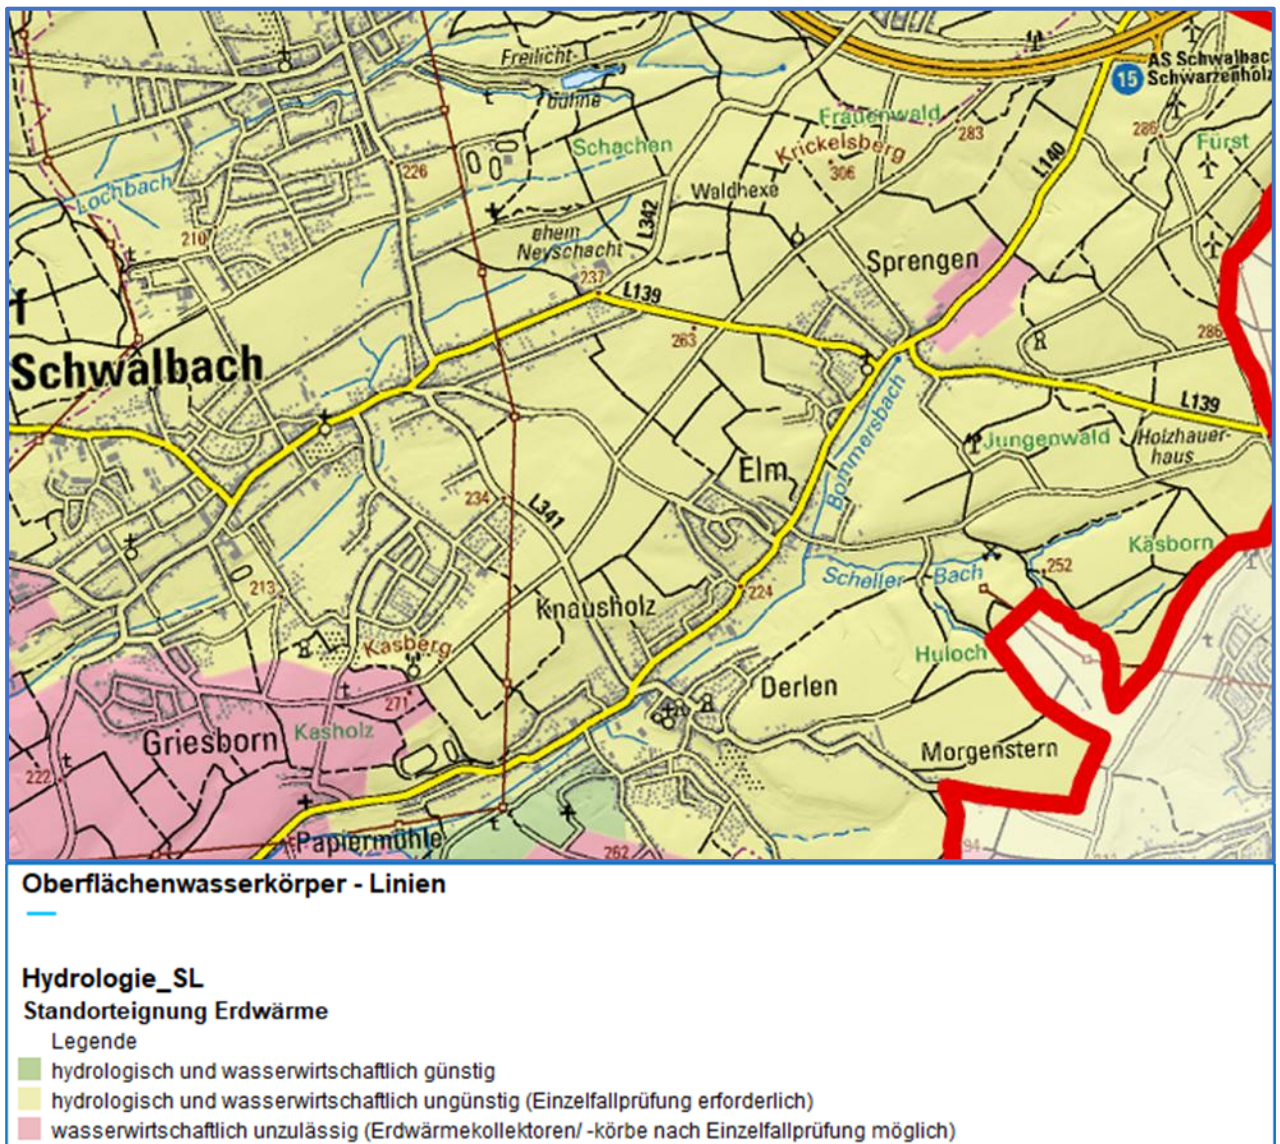 Freilicht-
bühne
AS Schwalbac
Schwarzenholz
15
Frauenwald
283
286
Fürst
Schachen
Krickelsberg
306
L140
226
Lochbach
Waldhexe
L342
210
ehem
Neyschacht
237
L139
Sprengen
f
263
286
Schwalbach
Bommersbach
L139
Jungenwald
Holzhauer-
haus
Elm
234
L341
Käsborn
252
Scheller Bach
213
224
Knausholz
Kasberg
Huloch
271
Derlen
Griesborn
Kasholz
222
Morgenstern
Papiermühle
262
94
211
Oberflächenwasserkörper - Linien
Hydrologie_SL
Standorteignung Erdwärme
Legende
hydrologisch und wasserwirtschaftlich günstig
hydrologisch und wasserwirtschaftlich ungünstig (Einzelfallprüfung erforderlich)
wasserwirtschaftlich unzulässig (Erdwärmekollektoren/ -körbe nach Einzelfallprüfung möglich)